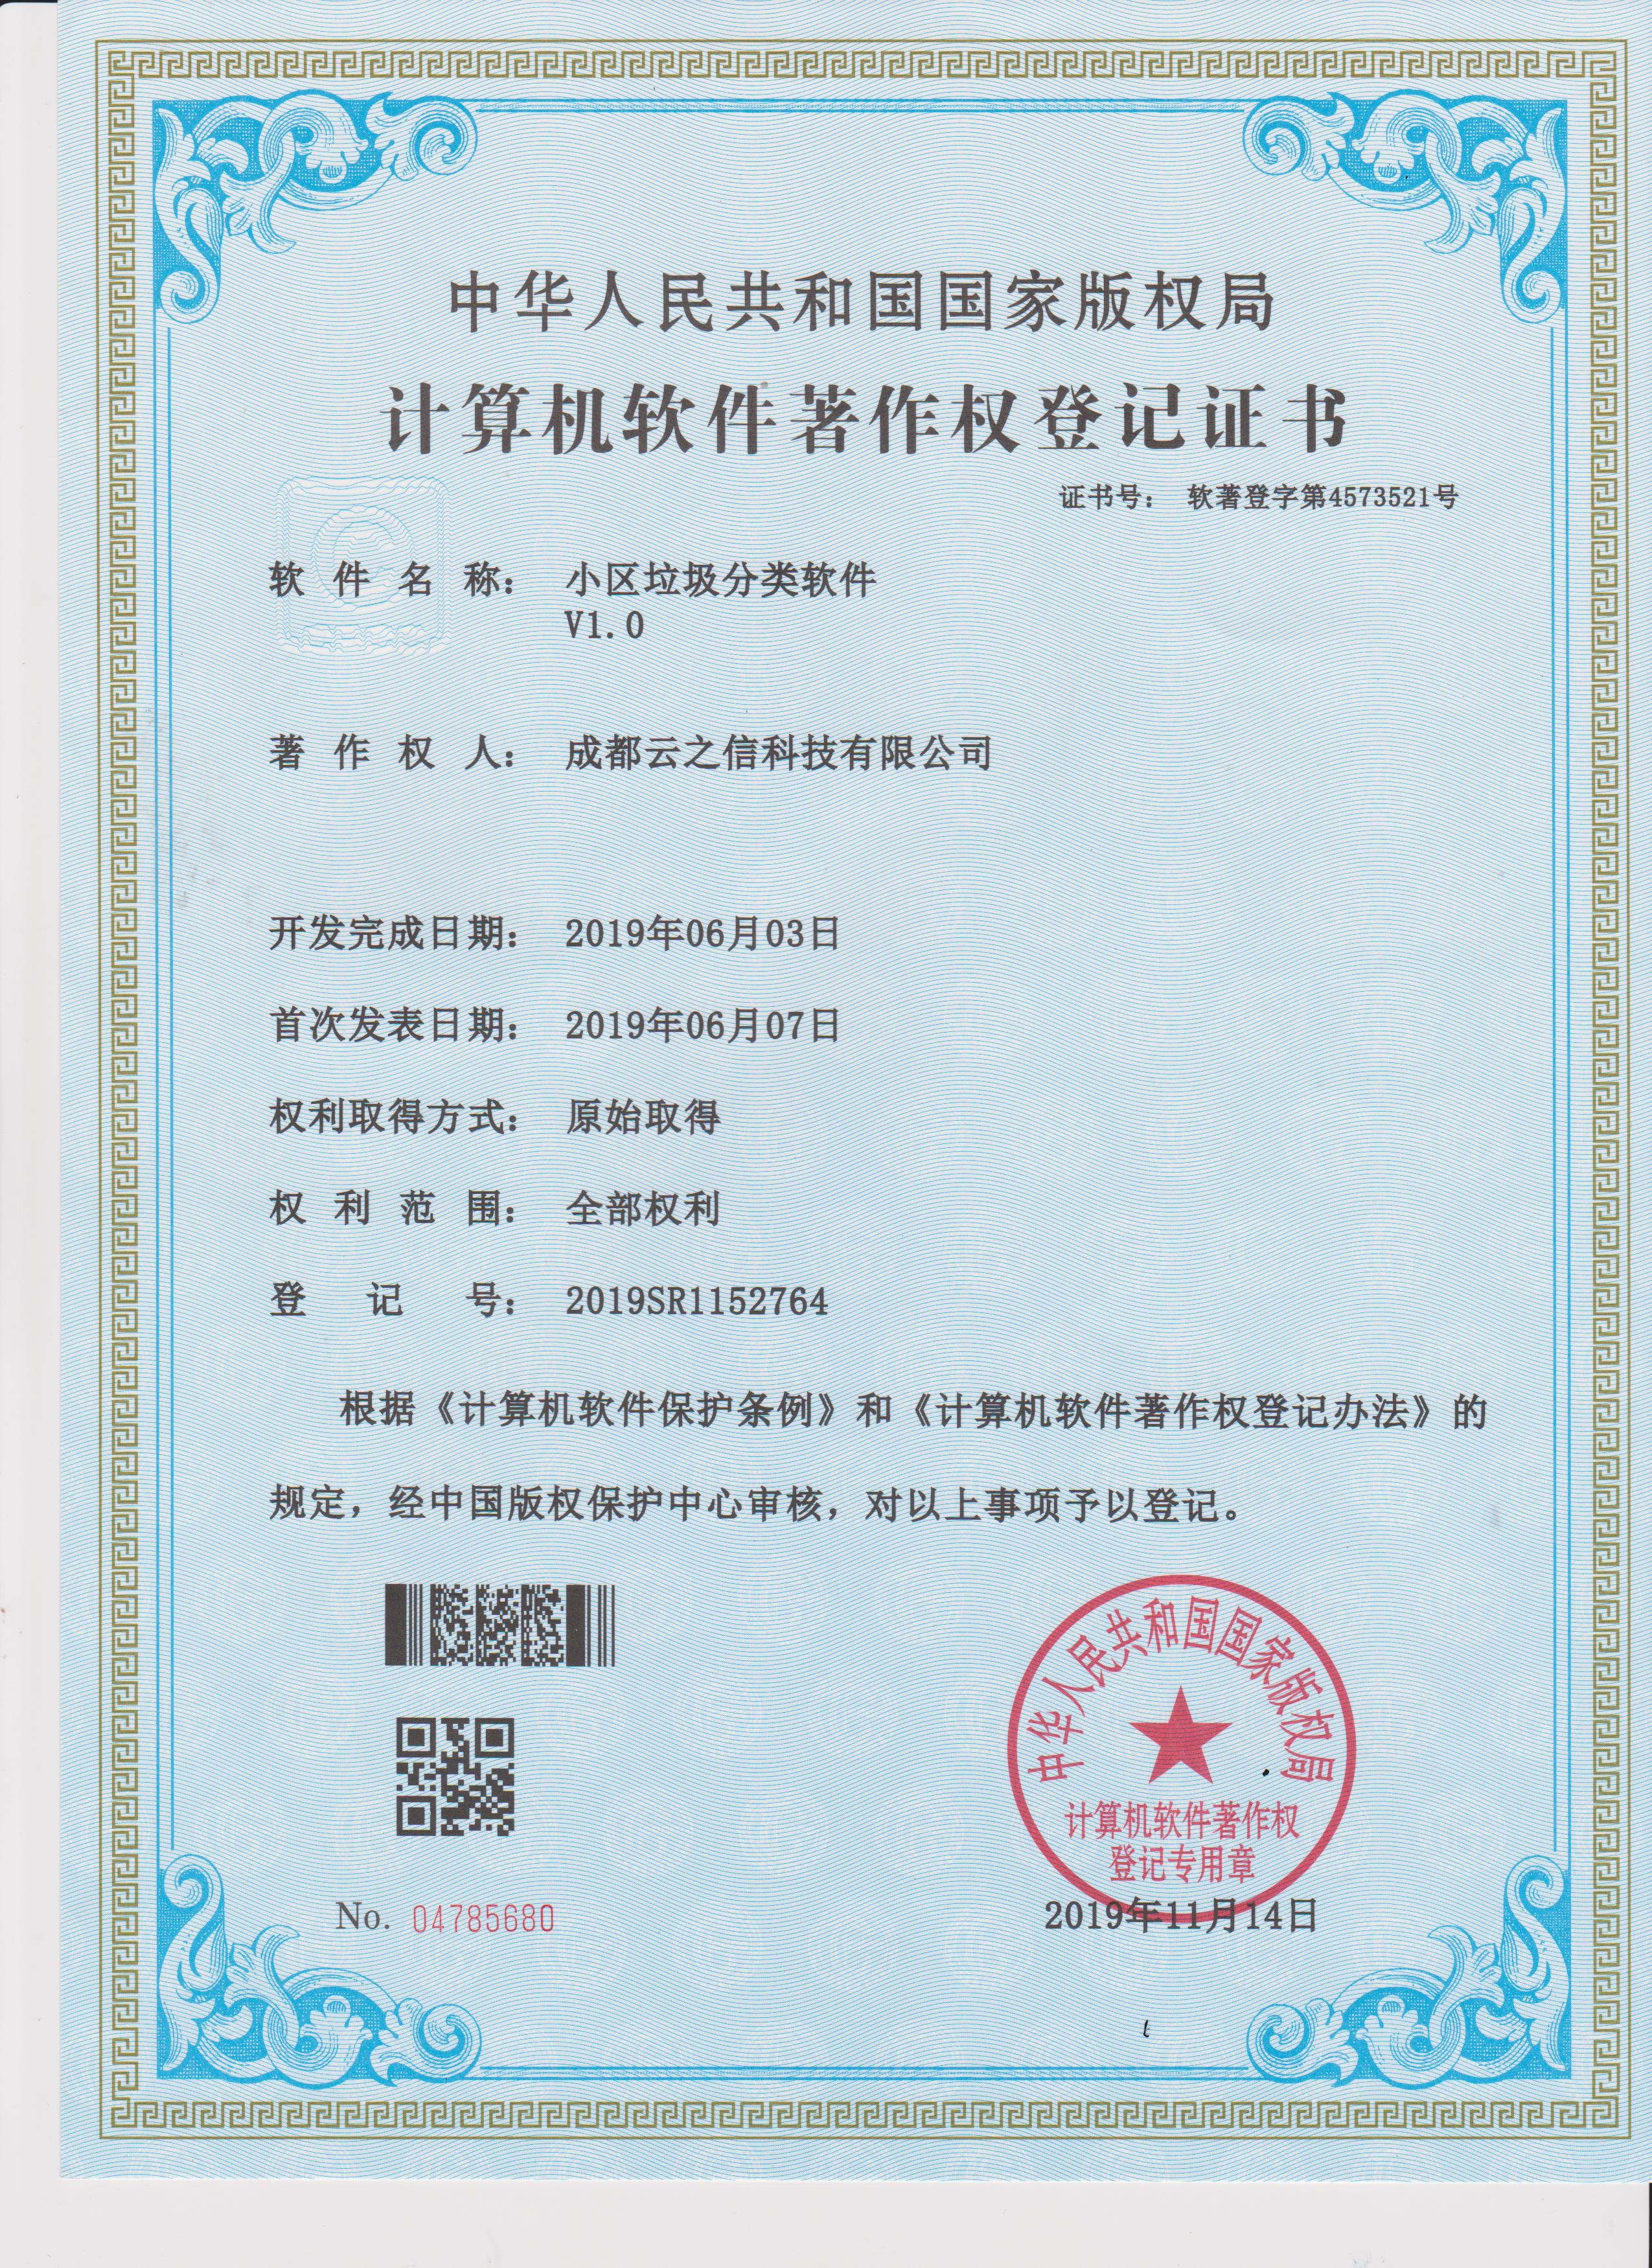 中华人民共和国国家版权局
计算机软件著作权登记证书
证书号： 软著登字第4573521号
软件名称： 小区垃圾分类软件
V1.0
著作权人： 成都云之信科技有限公司
开发完成日期： 2019年06月03日
首次发表日期： 2019年06月07日
权利取得方式： 原始取得
权利范围： 全部权利
登记号： 2019SR1152764
根据《计算机软件保护条例》和《计算机软件著作权登记办法》的
规定，经中国版权保护中心审核，对以上事项予以登记。
中华人民共和国国家版权局
计算机软件著作权
登记专用章
No. 04785680
2019年11月14日